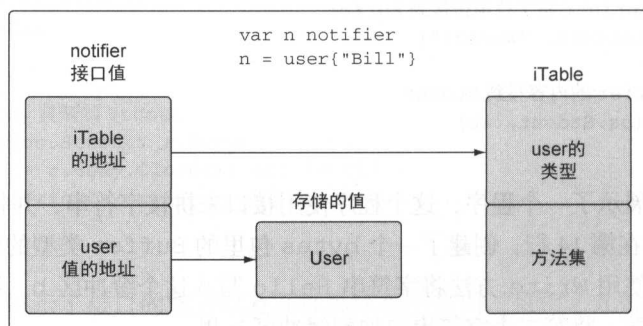 var n notifier
n = user{"Bill"}
notifier
接口值
iTable
iTable
的地址
user的
类型
存储的值
user
值的地址
User
方法集